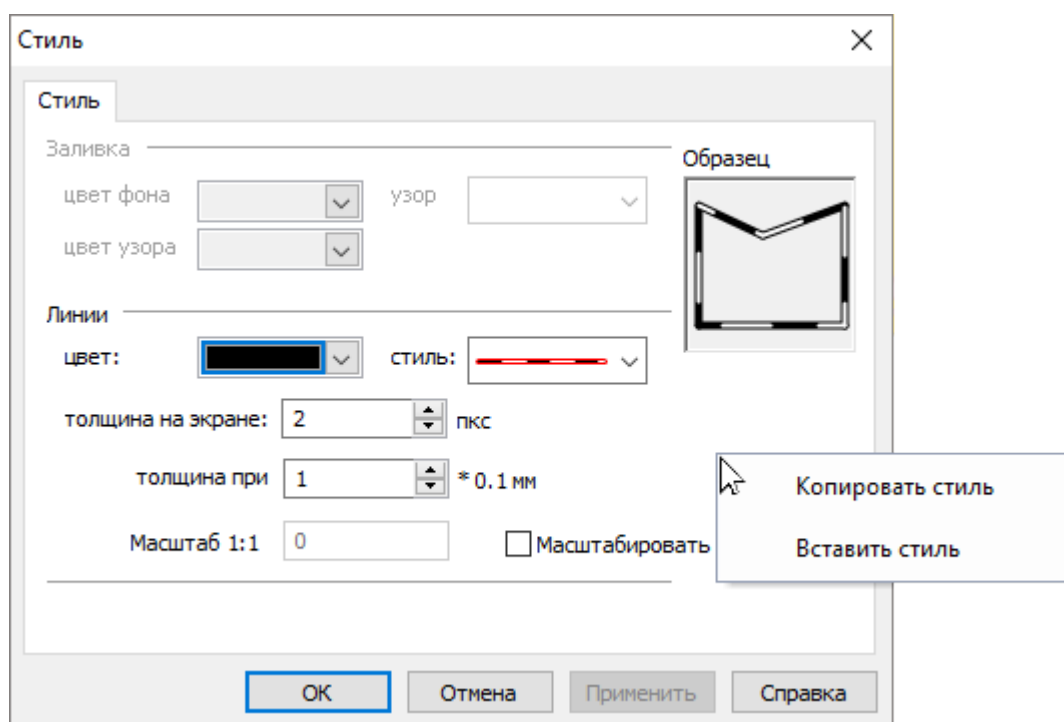 Стиль
Стиль
Заливка
Образец
цвет фона
узор
цвет узора
Линии
цвет:
стиль:
толщина на экране: 2 пкс
толщина при 1 * 0.1 мм
Копировать стиль
Масштаб 1:1 0
Масштабировать
Вставить стиль
ОК Отмена Применить Справка